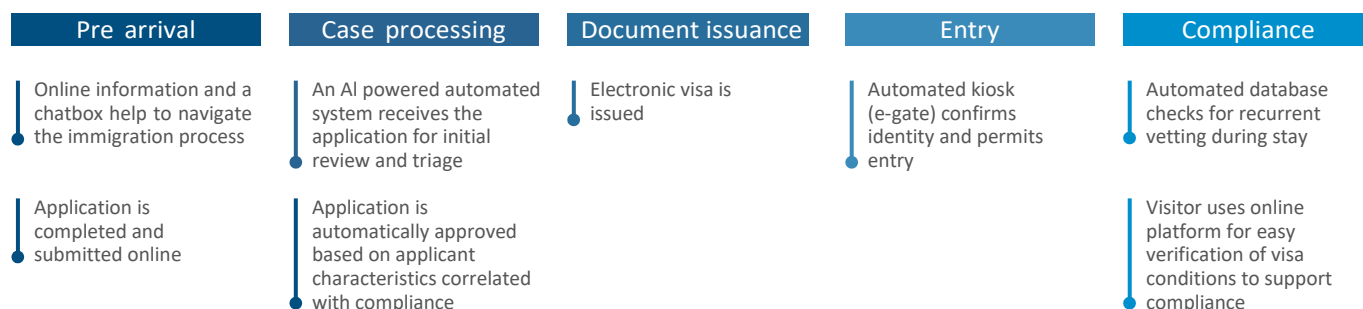 Pre arrival
Online information and a
chatbox help to navigate
the immigration process
Application is
completed and
submitted online
Case processing
An AI powered automated
system receives the
application for initial
review and triage
Application is
automatically approved
based on applicant
characteristics correlated
with compliance
Document issuance
Electronic visa is
issued
Entry
Automated kiosk
(e-gate) confirms
identity and permits
entry
Compliance
Automated database
checks for recurrent
vetting during stay
Visitor uses online
platform for easy
verification of visa
conditions to support
compliance